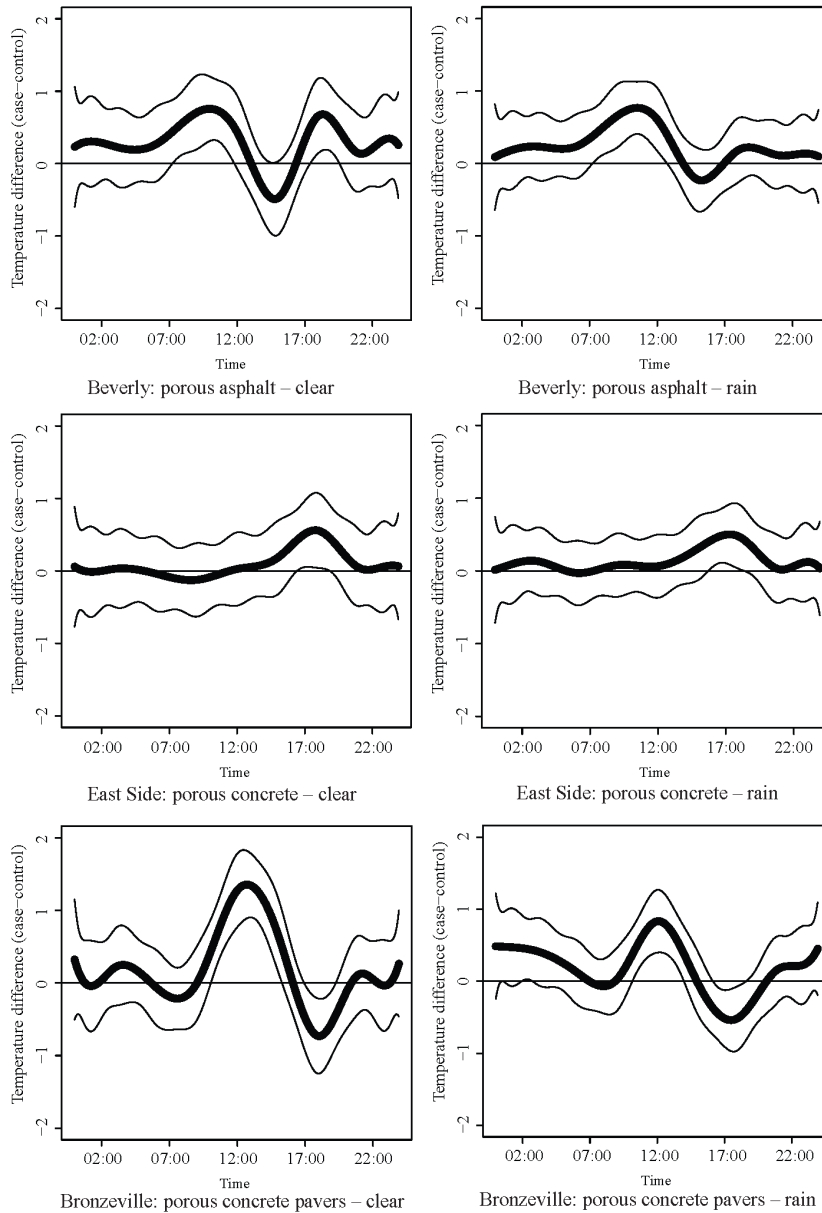 Temperature difference (case−control)
2
1
0
−1
−2
02:00 07:00 12:00 17:00 22:00
Time
Beverly: porous asphalt – clear
Temperature difference (case−control)
2
1
0
−1
−2
02:00 07:00 12:00 17:00 22:00
Time
Beverly: porous asphalt – rain
Temperature difference (case−control)
2
1
0
−1
−2
02:00 07:00 12:00 17:00 22:00
Time
East Side: porous concrete – clear
Temperature difference (case−control)
2
1
0
−1
−2
02:00 07:00 12:00 17:00 22:00
Time
East Side: porous concrete – rain
Temperature difference (case−control)
2
1
0
−1
−2
02:00 07:00 12:00 17:00 22:00
Time
Bronzeville: porous concrete pavers – clear
Temperature difference (case−control)
2
1
0
−1
−2
02:00 07:00 12:00 17:00 22:00
Time
Bronzeville: porous concrete pavers – rain